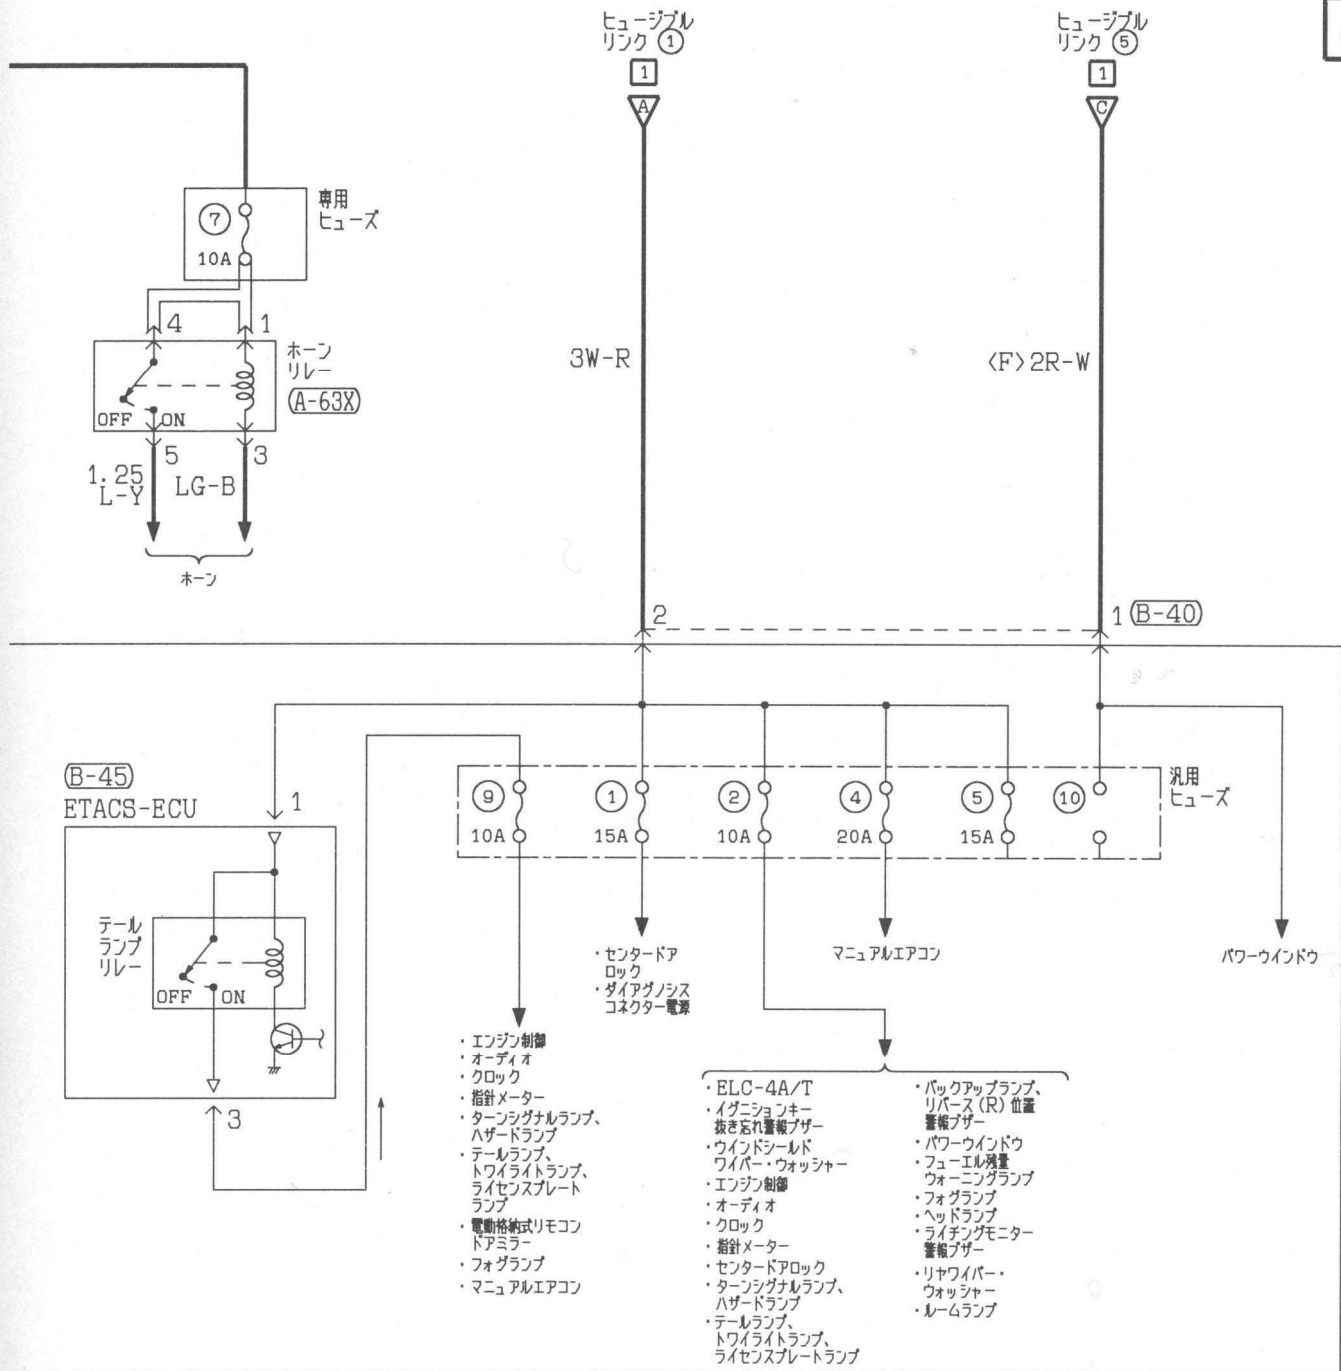 ヒュージブル
リンク ①
1
A
ヒュージブル
リンク ⑤
1
C
専用
ヒューズ
⑦
10A
4
1
ホーン
リレー
A-63X
OFF
ON
5
3
1.25
L-Y
LG-B
ホーン
3W-R
〈F〉2R-W
2
1
B-40
B-45
ETACS-ECU
1
汎用
ヒューズ
⑨
10A
①
15A
②
10A
④
20A
⑤
15A
⑩
テール
ランプ
リレー
OFF
ON
3
・エンジン制御
・オーディオ
・クロック
・指針メーター
・ターンシグナルランプ、
ハザードランプ
・テールランプ、
トワイライトランプ、
ライセンスプレート
ランプ
・電動格納式リモコン
ドアミラー
・フォグランプ
・マニュアルエアコン
・センタードア
ロック
・ダイアグノシス
コネクター電源
マニュアルエアコン
パワーウインドウ
・ELC-4A/T
・イグニションキー
抜き忘れ警報ブザー
・ウインドシールド
ワイパー・ウォッシャー
・エンジン制御
・オーディオ
・クロック
・指針メーター
・センタードアロック
・ターンシグナルランプ、
ハザードランプ
・テールランプ、
トワイライトランプ、
ライセンスプレートランプ
・バックアップランプ、
リバース(R)位置
警報ブザー
・パワーウインドウ
・フューエル残量
ウォーニングランプ
・フォグランプ
・ヘッドランプ
・ライチングモニター
警報ブザー
・リヤワイパー・
ウォッシャー
・ルームランプ